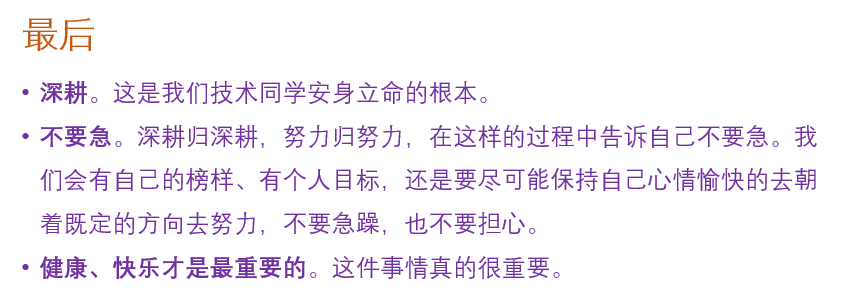 最后
• 深耕。这是我们技术同学安身立命的根本。
• 不要急。深耕归深耕，努力归努力，在这样的过程中告诉自己不要急。我
们会有自己的榜样、有个人目标，还是要尽可能保持自己心情愉快的去朝
着既定的方向去努力，不要急躁，也不要担心。
• 健康、快乐才是最重要的。这件事情真的很重要。